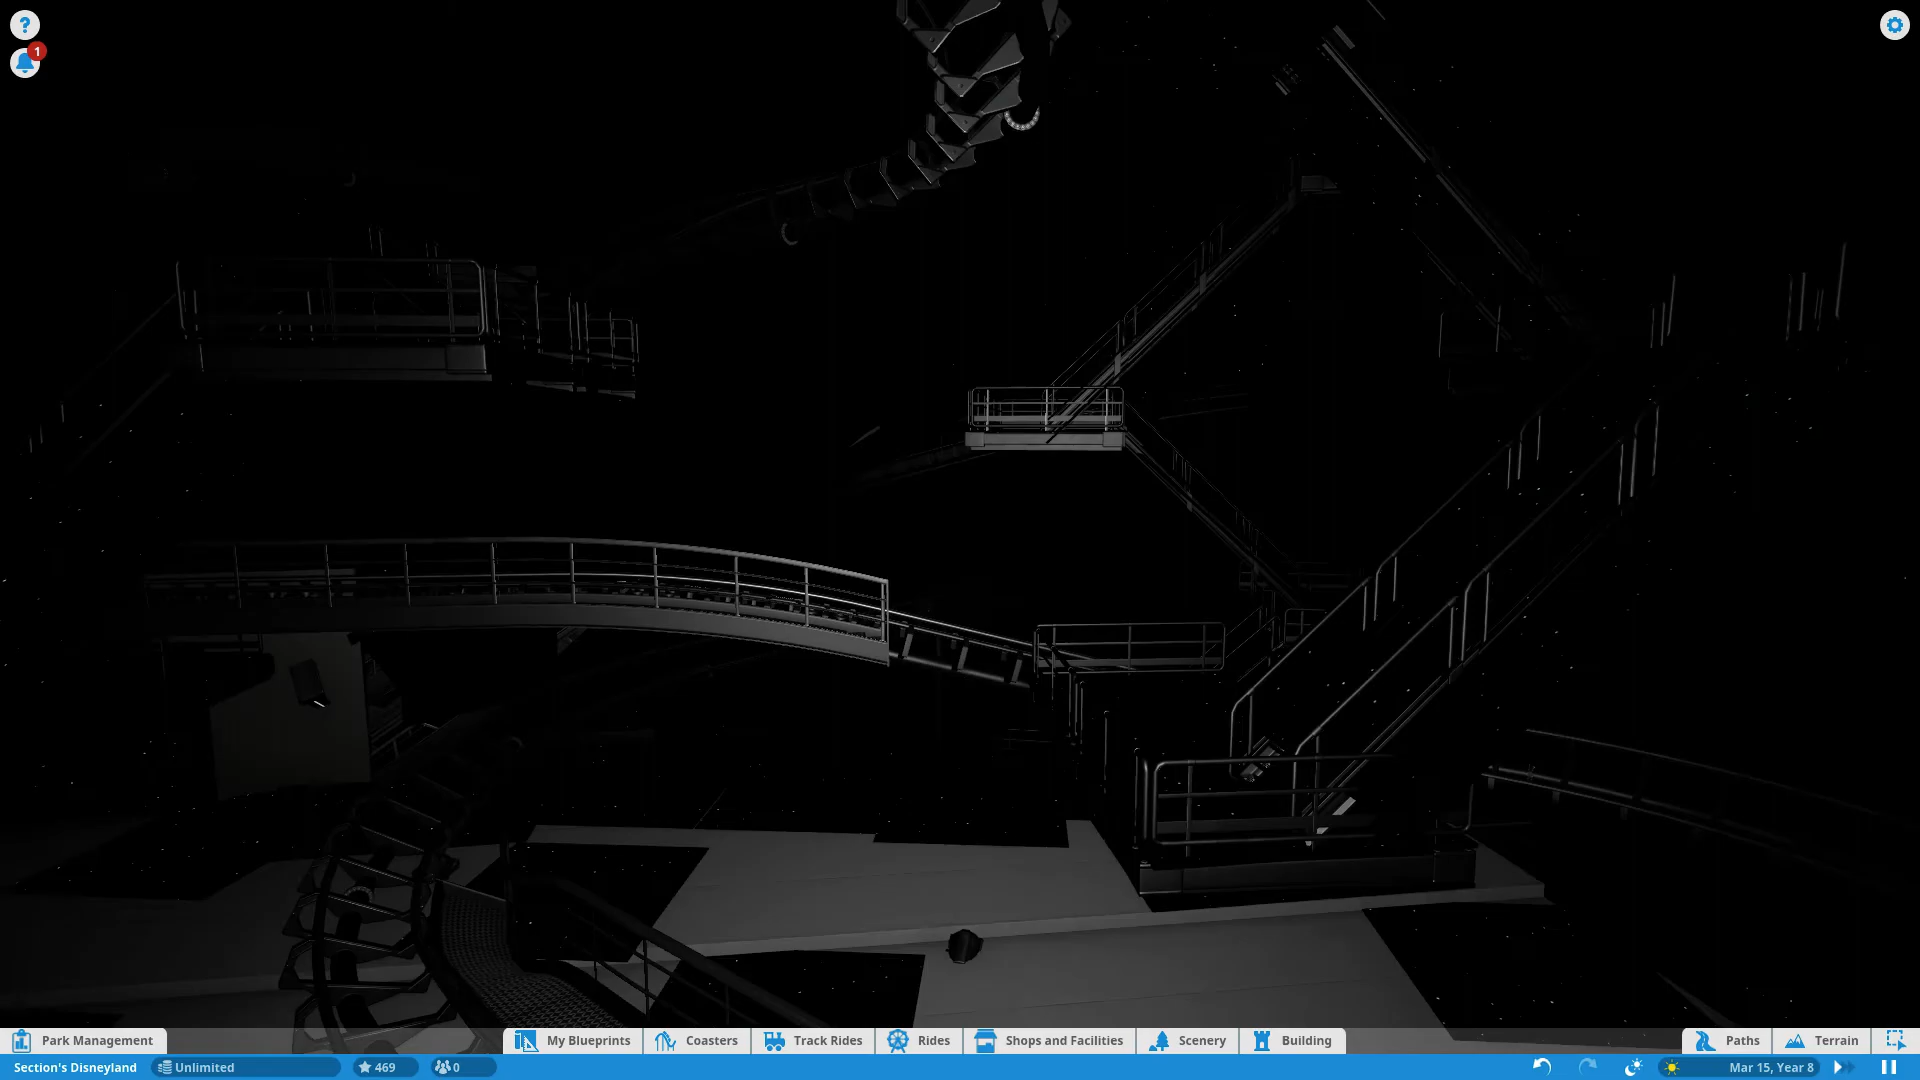 ?
1
Park Management
My Blueprints
Coasters
Track Rides
Rides
Shops and Facilities
Scenery
Building
Paths
Terrain
Section's Disneyland
Unlimited
469
0
Mar 15, Year 8